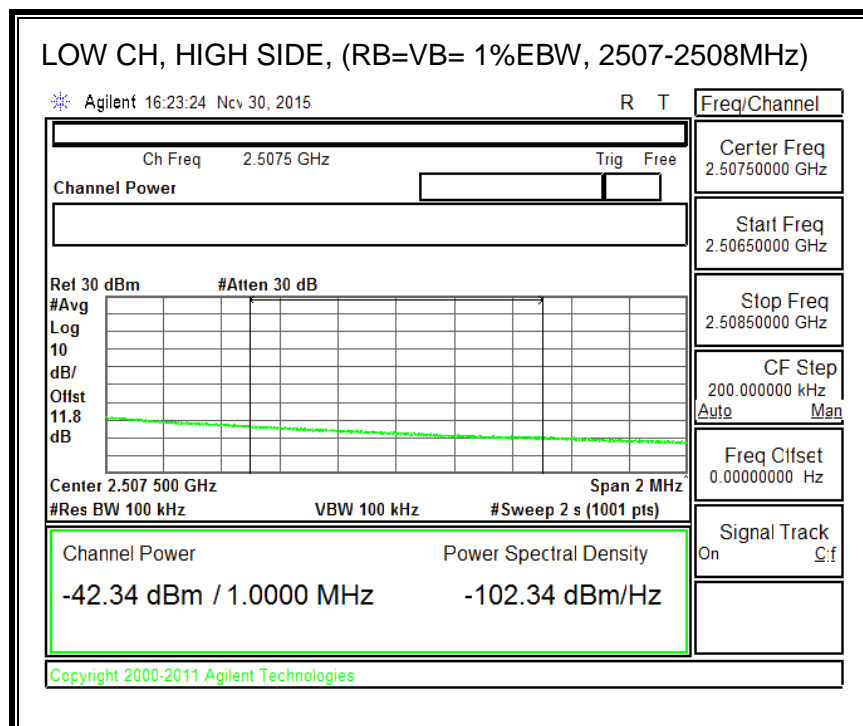 LOW CH, HIGH SIDE, (RB=VB= 1%EBW, 2507-2508MHz)
Agilent 16:23:24 Nov 30, 2015 R T
Freq/Channel
Ch Freq 2.5075 GHz Trig Free
Channel Power
Center Freq
2.50750000 GHz
Start Freq
2.50650000 GHz
Stop Freq
2.50850000 GHz
CF Step
200.000000 kHz
Auto Man
Freq Offset
0.00000000 Hz
Signal Track
On Off
Ref 30 dBm #Atten 30 dB
#Avg
Log
10
dB/
Offst
11.8
dB
Center 2.507 500 GHz Span 2 MHz
#Res BW 100 kHz VBW 100 kHz #Sweep 2 s (1001 pts)
Channel Power Power Spectral Density
-42.34 dBm / 1.0000 MHz -102.34 dBm/Hz
Copyright 2000-2011 Agilent Technologies